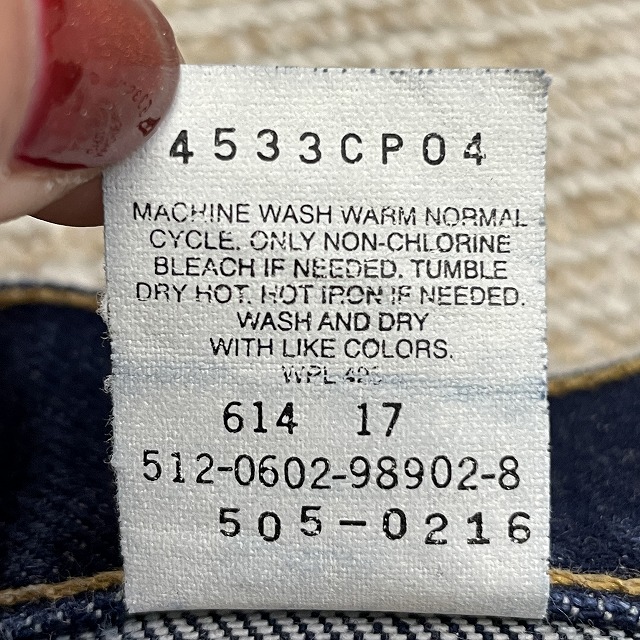 4533CP04
MACHINE WASH WARM NORMAL
CYCLE. ONLY NON-CHLORINE
BLEACH IF NEEDED. TUMBLE
DRY HOT. HOT IRON IF NEEDED.
WASH AND DRY
WITH LIKE COLORS.
WPL
614 17
512-0602-98902-8
505-0216